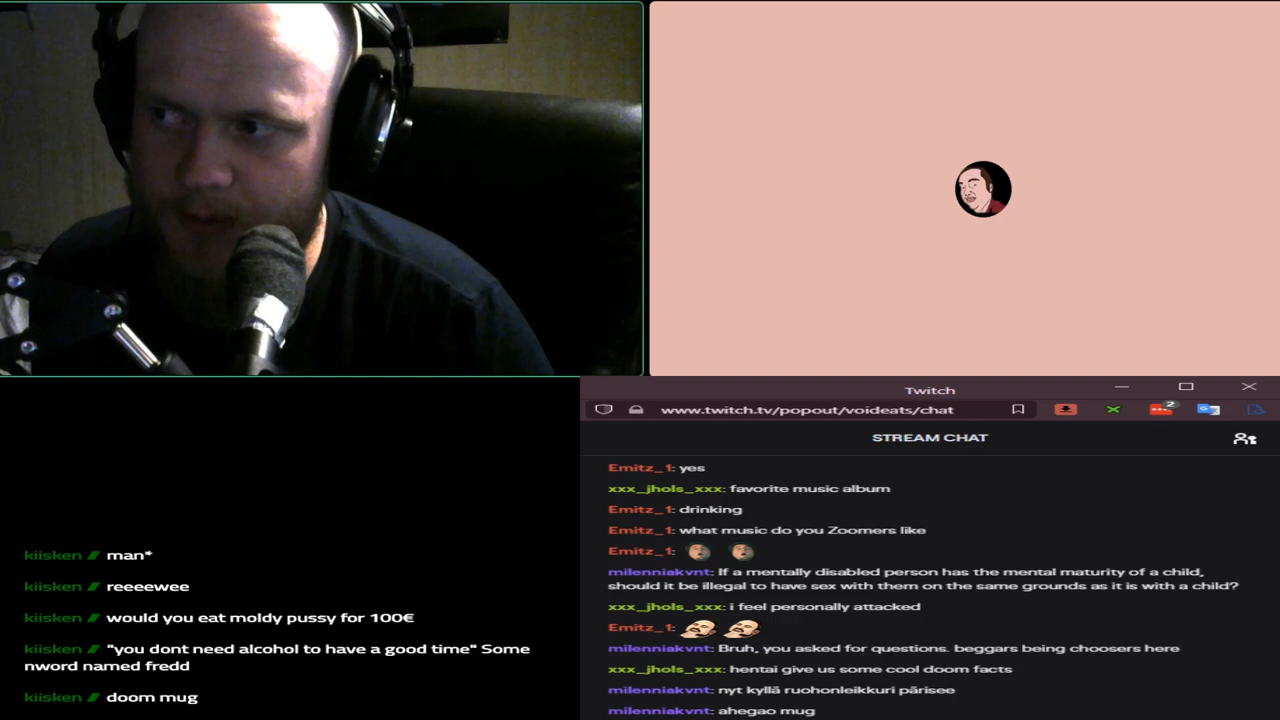 Twitch
www.twitch.tv/popout/voideats/chat
2
STREAM CHAT
Emitz_1: yes
xxx_jhols_xxx: favorite music album
Emitz_1: drinking
Emitz_1: what music do you Zoomers like
Emitz_1:
milenniakvnt: If a mentally disabled person has the mental maturity of a child,
should it be illegal to have sex with them on the same grounds as it is with a child?
xxx_jhols_xxx: i feel personally attacked
Emitz_1:
milenniakvnt: Bruh, you asked for questions. beggars being choosers here
xxx_jhols_xxx: hentai give us some cool doom facts
milenniakvnt: nyt kyllä ruohonleikkuri pärisee
milenniakvnt: ahegao mug
kiisken // man*
kiisken // reeeewee
kiisken // would you eat moldy pussy for 100€
kiisken // "you dont need alcohol to have a good time" Some
nword named fredd
kiisken // doom mug